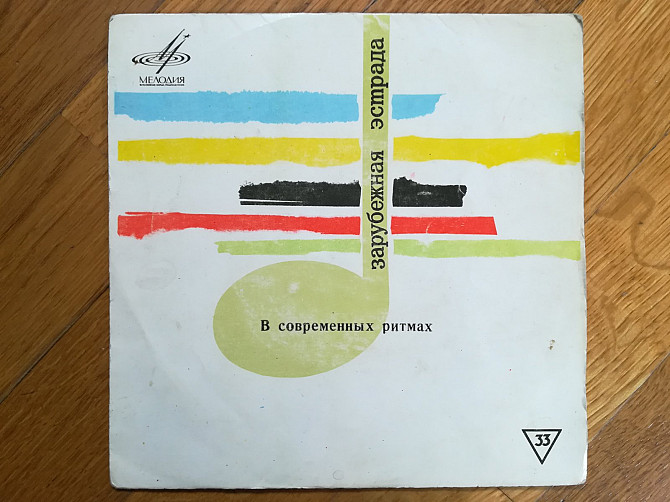 МЕЛОДИЯ
зарубежная эстрада
В современных ритмах
33